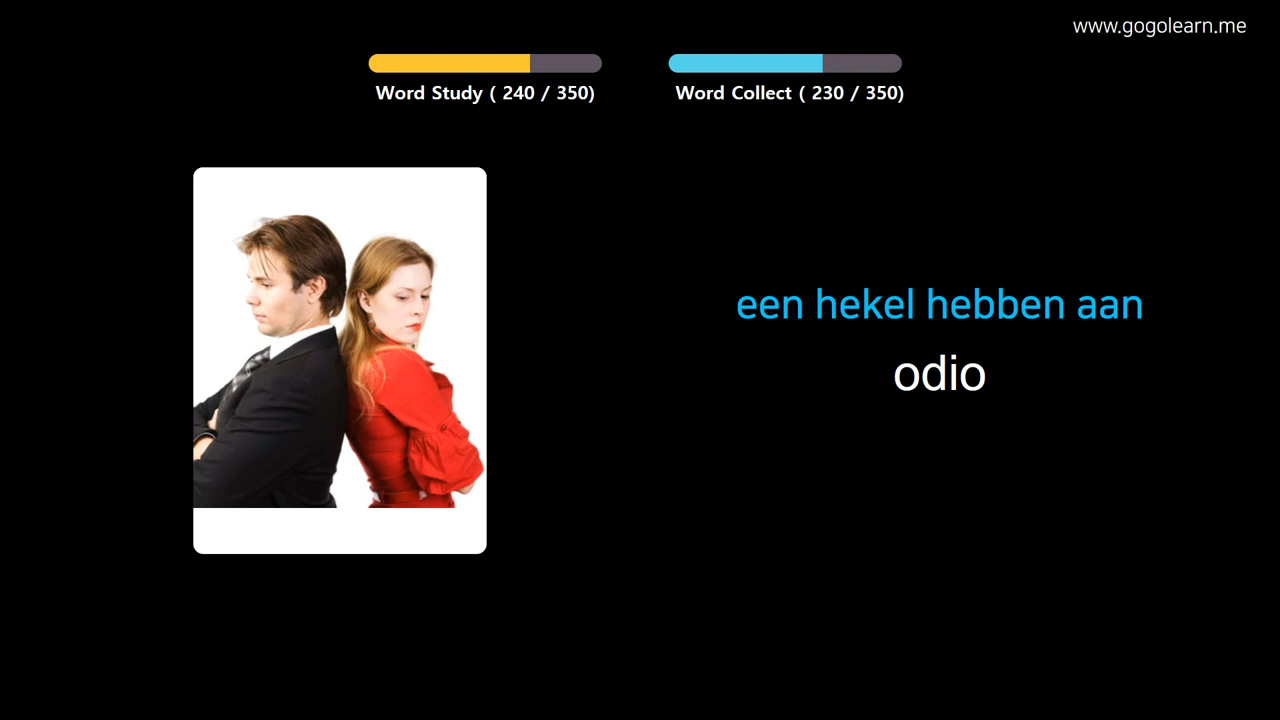 www.gogolearn.me
Word Study ( 240 / 350)
Word Collect ( 230 / 350)
een hekel hebben aan
odio